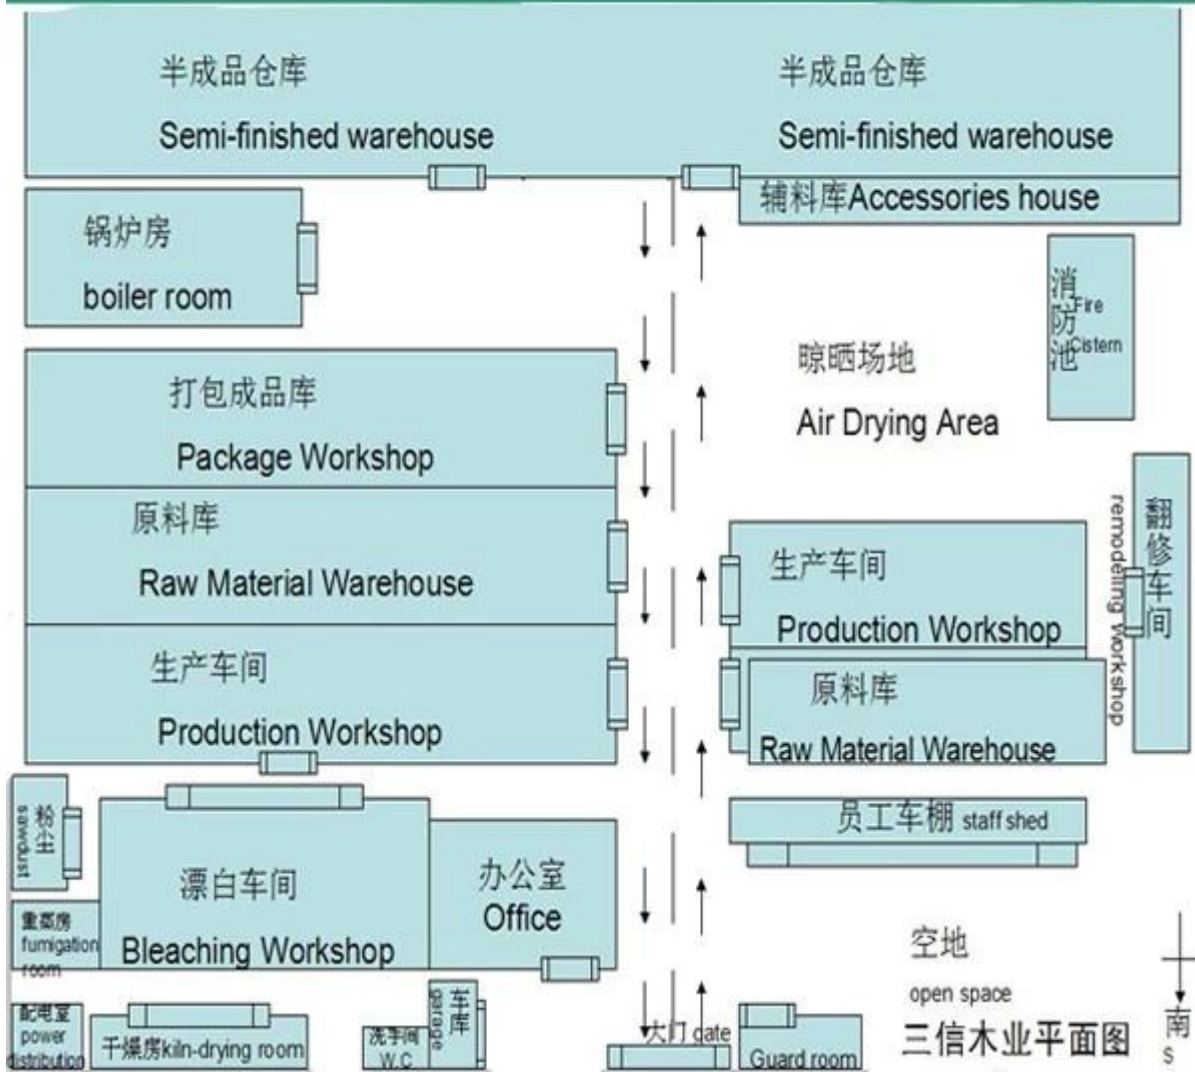 半成品仓库
Semi-finished warehouse
半成品仓库
Semi-finished warehouse
辅料库Accessories house
锅炉房
boiler room
消防池
Fire
Cistern
晾晒场地
Air Drying Area
打包成品库
Package Workshop
原料库
Raw Material Warehouse
生产车间
Production Workshop
生产车间
Production Workshop
原料库
Raw Material Warehouse
翻修车间
remodeling workshop
粉尘
sawdust
漂白车间
Bleaching Workshop
办公室
Office
员工车棚 staff shed
重蒸房
fumigation
room
空地
open space
配电室
power
distribution
干燥房kiln-drying room
洗手间
W.C
车库
garage
大门 gate
Guard room
三信木业平面图
南
S